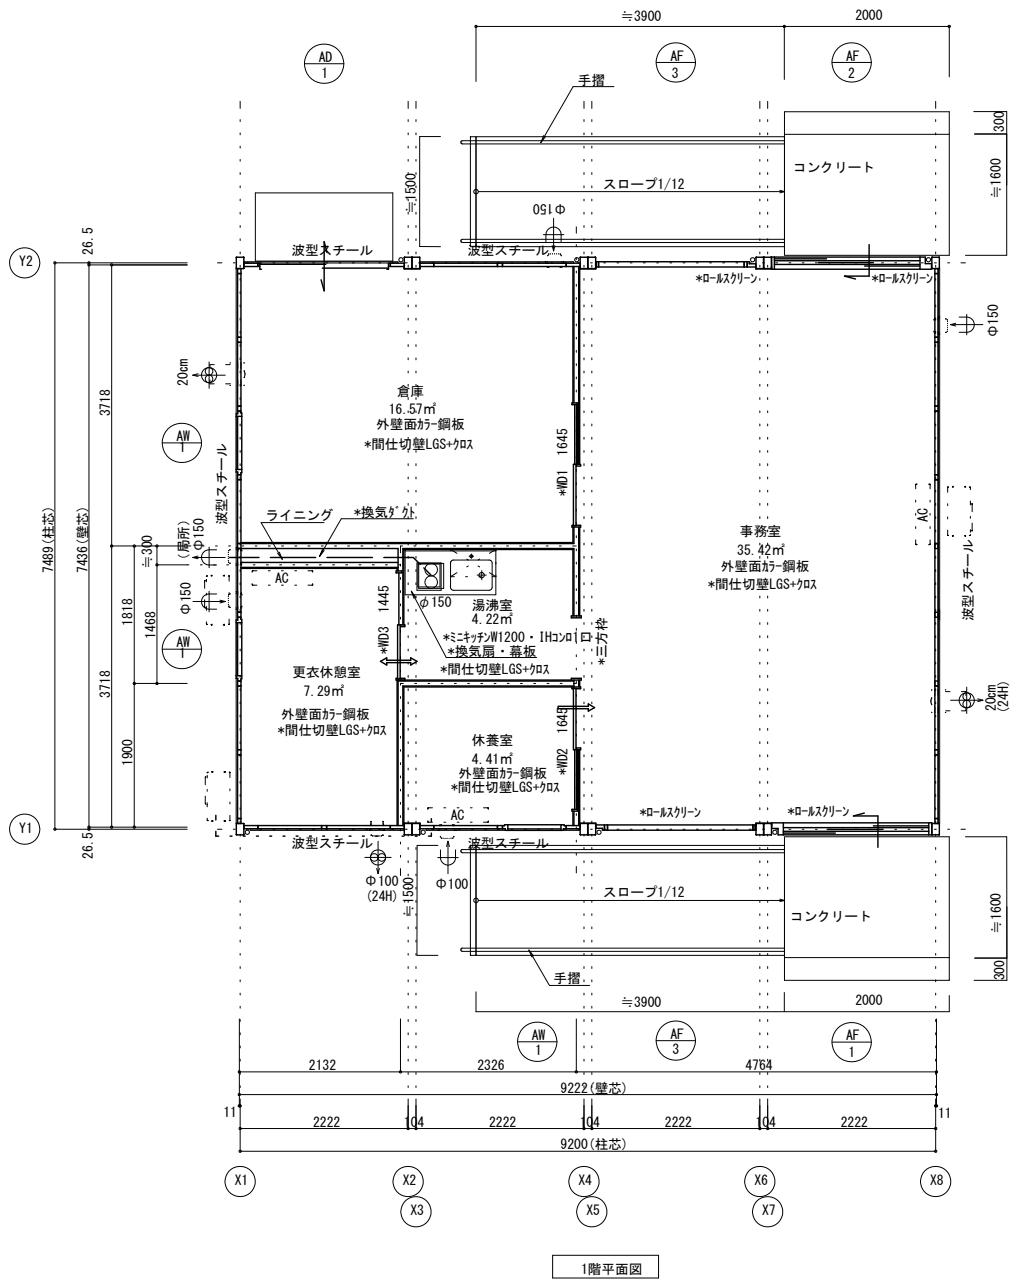 ≒3900
2000
AD
1
AF
3
AF
2
手摺
コンクリート
300
≒1600
≒1500
スロープ1/12
Φ150
26.5
Y2
波型スチール
波型スチール
*ロールスクリーン
*ロールスクリーン
Φ150
20cm
3718
倉庫
16.57㎡
外壁面カラー鋼板
*間仕切壁LGS+クロス
1645
*WD1
AW
1
波型スチール
7489(柱芯)
7436(壁芯)
ライニング
*換気ダクト
(局所)
Φ150
≒300
AC
事務室
35.42㎡
外壁面カラー鋼板
*間仕切壁LGS+クロス
AC
波型スチール
Φ150
1818
1468
1445
*WD3
φ150
湯沸室
4.22㎡
*ミニキッチンW1200・IHコンロ1口
*換気扇・幕板
*間仕切壁LGS+クロス
*三方枠
AW
1
3718
更衣休憩室
7.29㎡
外壁面カラー鋼板
*間仕切壁LGS+クロス
20cm
(24H)
1900
1645
*WD2
休養室
4.41㎡
外壁面カラー鋼板
*間仕切壁LGS+クロス
AC
*ロールスクリーン
*ロールスクリーン
Y1
26.5
波型スチール
波型スチール
Φ100
(24H)
≒1500
Φ100
スロープ1/12
コンクリート
≒1600
300
手摺
≒3900
2000
AW
1
AF
3
AF
1
2132
2326
4764
9222(壁芯)
11
2222
104
2222
104
2222
104
2222
11
9200(柱芯)
X1
X2
X4
X6
X8
X3
X5
X7
1階平面図